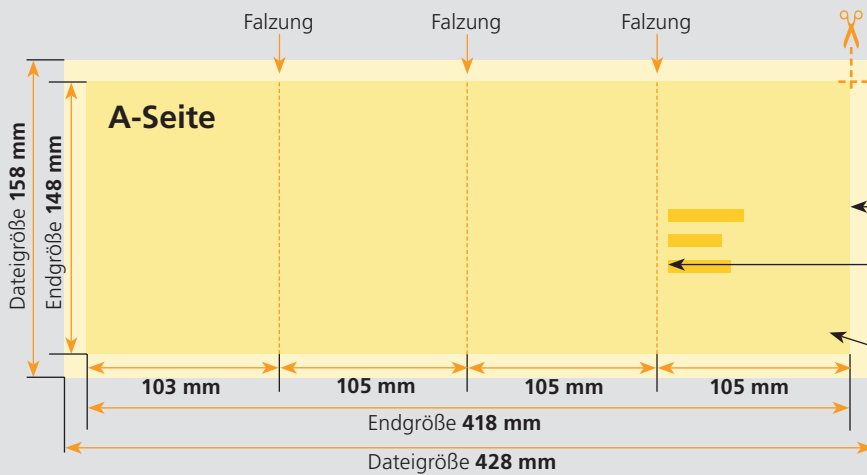 Falzung Falzung Falzung
A-Seite
Dateigröße 158 mm
Endgröße 148 mm
103 mm 105 mm 105 mm 105 mm
Endgröße 418 mm
Dateigröße 428 mm